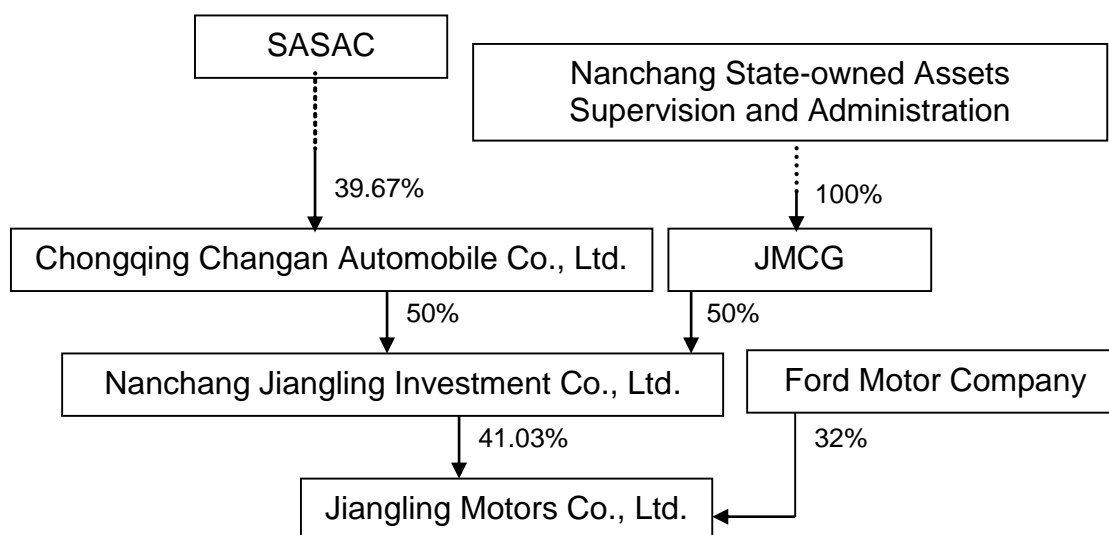 SASAC
Nanchang State-owned Assets
Supervision and Administration
39.67%
100%
Chongqing Changan Automobile Co., Ltd.
JMCG
50%
50%
Nanchang Jiangling Investment Co., Ltd.
Ford Motor Company
41.03%
32%
Jiangling Motors Co., Ltd.